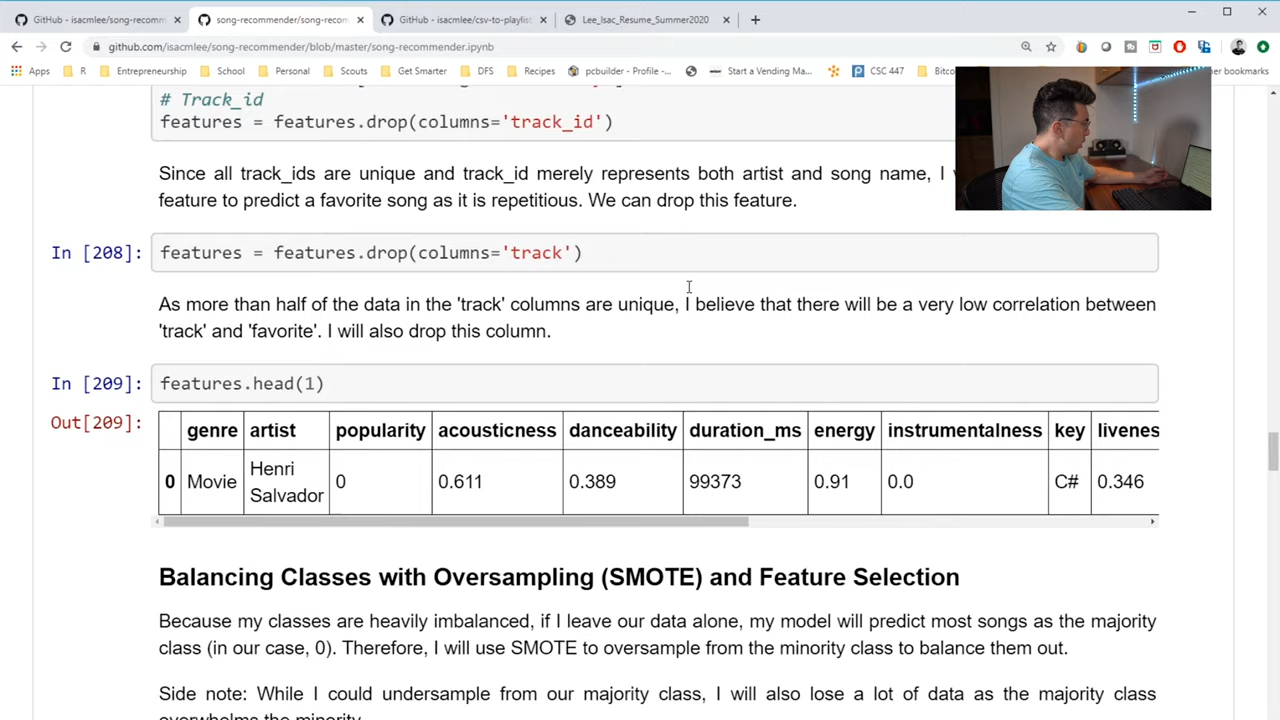 GitHub - isacmlee/song-recomm
song-recommender/song-recomm
GitHub - isacmlee/csv-to-playlist
Lee_Isac_Resume_Summer2020
github.com/isacmlee/song-recommender/blob/master/song-recommender.ipynb
Apps R Entrepreneurship School Personal Scouts Get Smarter DFS Recipes pcbuilder - Profile -... Start a Vending Ma... CSC 447 Bitco her bookmarks
# Track_id
features = features.drop(columns='track_id')
Since all track_ids are unique and track_id merely represents both artist and song name, I
feature to predict a favorite song as it is repetitious. We can drop this feature.
In [208]: features = features.drop(columns='track')
As more than half of the data in the 'track' columns are unique, I believe that there will be a very low correlation between
'track' and 'favorite'. I will also drop this column.
In [209]: features.head(1)
Out[209]:
genre artist popularity acousticness danceability duration_ms energy instrumentalness key livenes
0 Movie Henri Salvador 0 0.611 0.389 99373 0.91 0.0 C# 0.346
Balancing Classes with Oversampling (SMOTE) and Feature Selection
Because my classes are heavily imbalanced, if I leave our data alone, my model will predict most songs as the majority
class (in our case, 0). Therefore, I will use SMOTE to oversample from the minority class to balance them out.
Side note: While I could undersample from our majority class, I will also lose a lot of data as the majority class
overwhelms the minority.